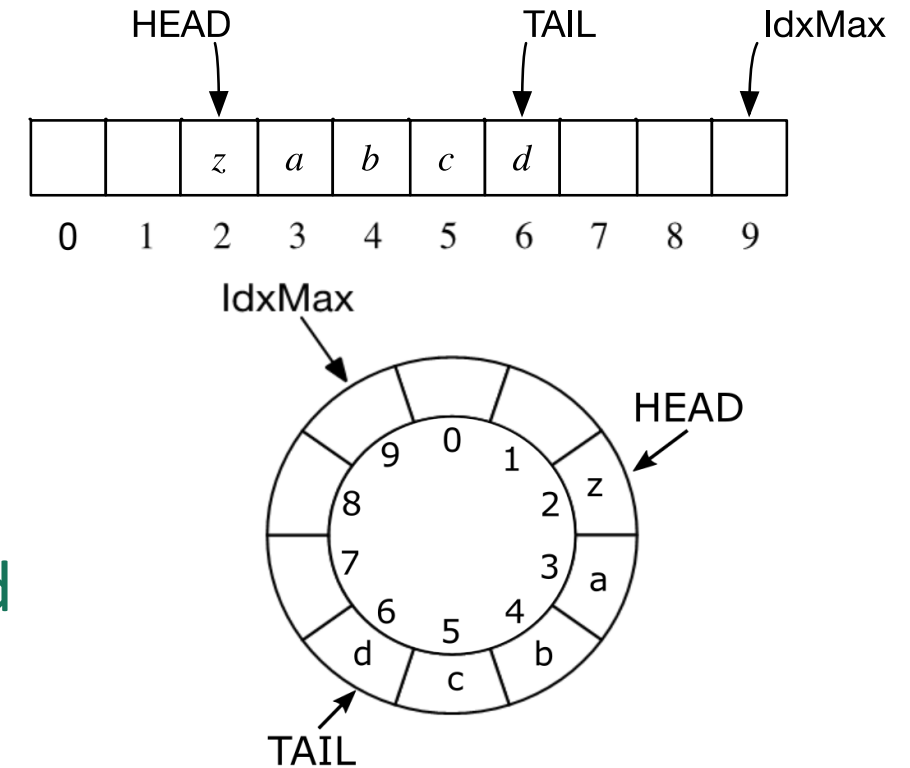 HEAD TAIL IdxMax
z a b c d
0 1 2 3 4 5 6 7 8 9
IdxMax
HEAD
9 0 1
8 2 z
7 3 a
6 5 4
d c b
TAIL
d